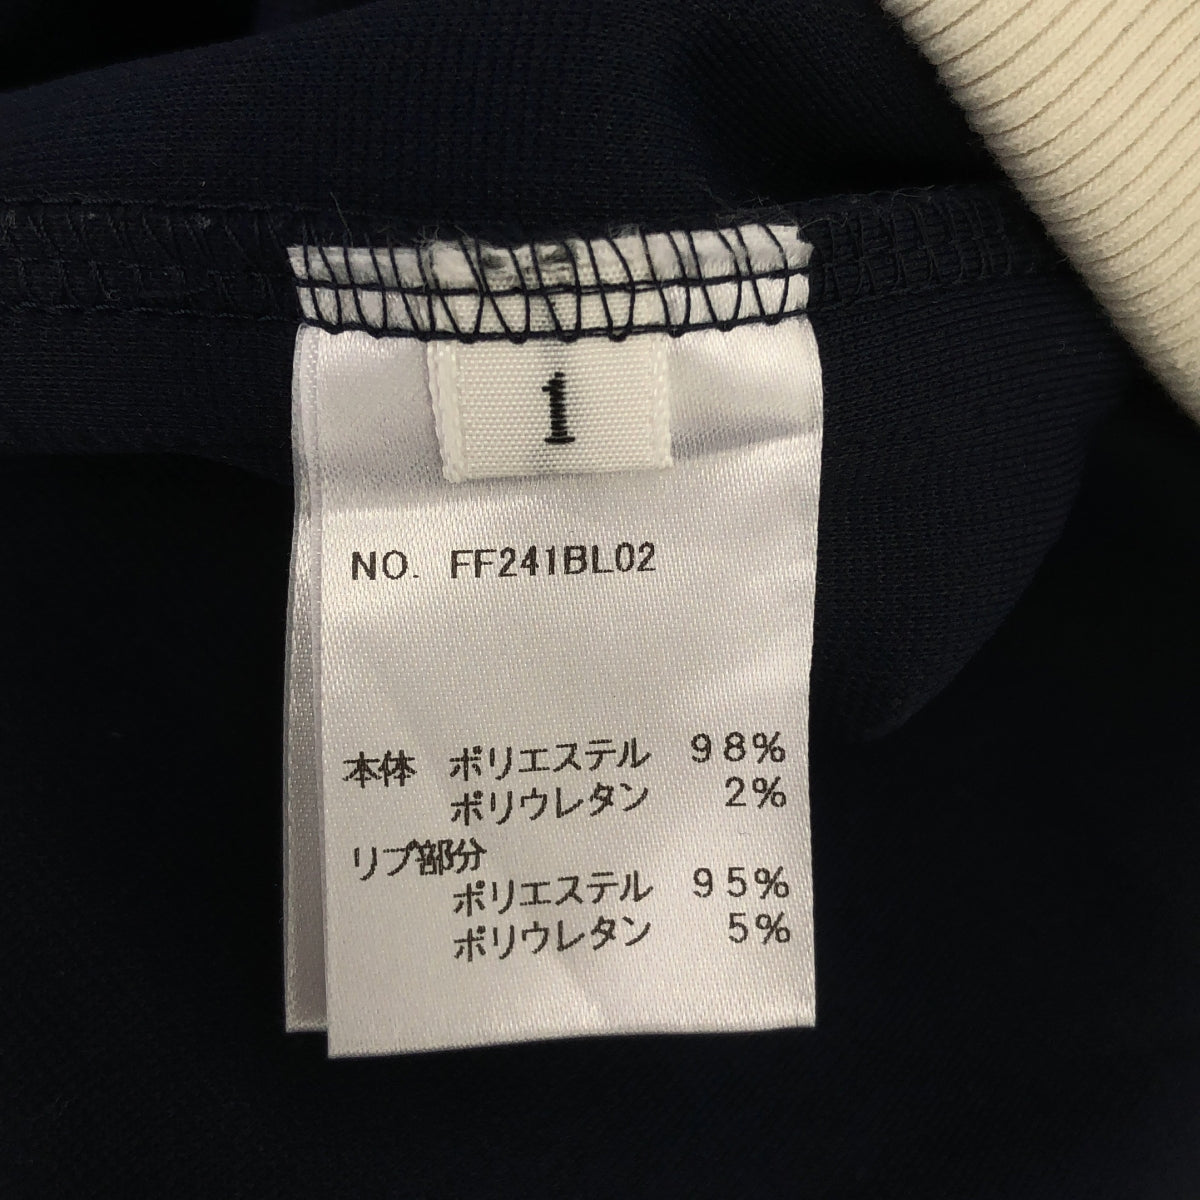 1
NO. FF241BL02
本体 ポリエステル 98%
ポリウレタン 2%
リブ部分
ポリエステル 95%
ポリウレタン 5%